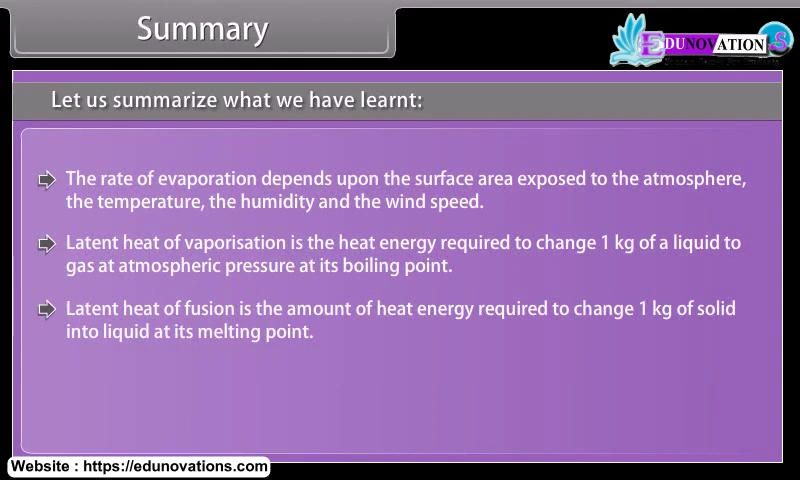 Summary
EDUNOVATION.S
Let us summarize what we have learnt:
The rate of evaporation depends upon the surface area exposed to the atmosphere,
the temperature, the humidity and the wind speed.
Latent heat of vaporisation is the heat energy required to change 1 kg of a liquid to
gas at atmospheric pressure at its boiling point.
Latent heat of fusion is the amount of heat energy required to change 1 kg of solid
into liquid at its melting point.
Website : https://edunovations.com